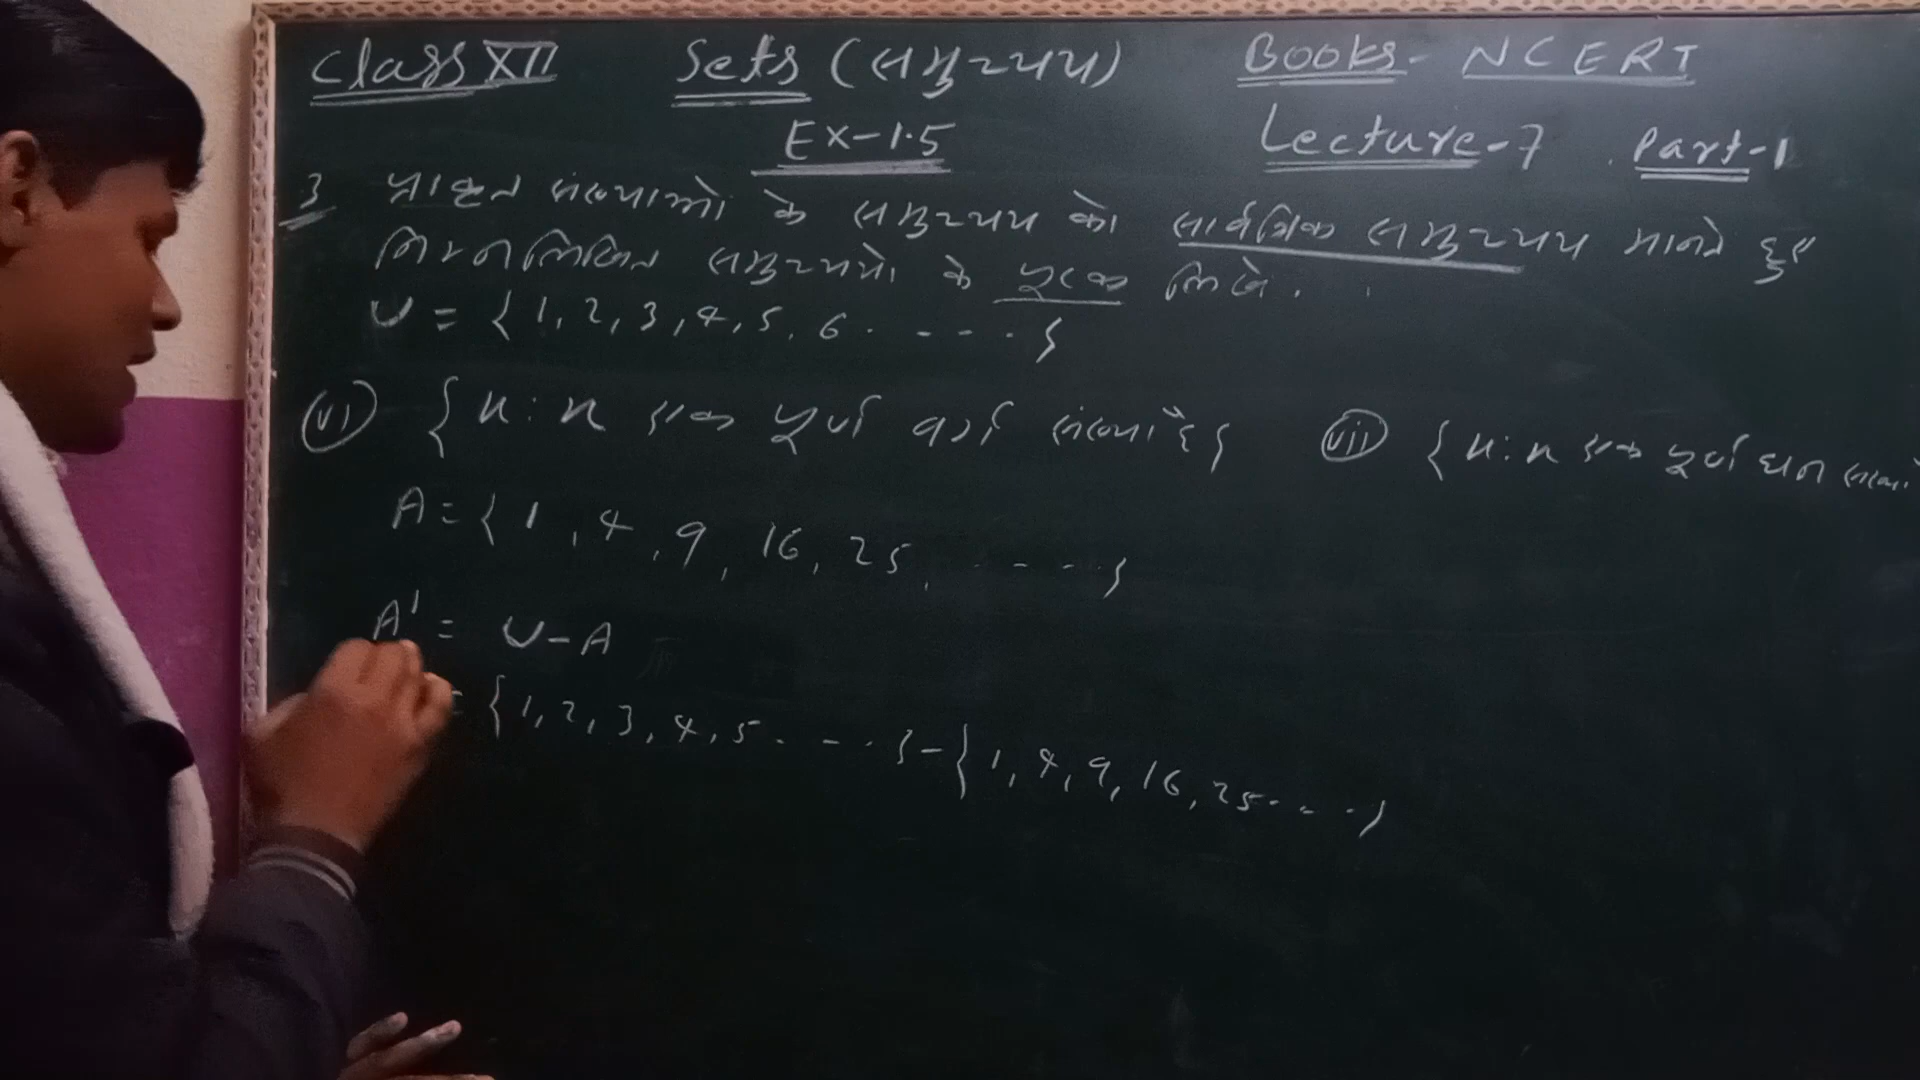 Class XI Sets (समुच्चय) Books- NCERT
Ex-1.5 Lecture-7 Part-1
3 प्राकृत संख्याओं के समुच्चय को सार्वत्रिक समुच्चय मानते हुए
निम्नलिखित समुच्चयों के पूरक लिखो.
U = { 1, 2, 3, 4, 5, 6 . - - - . }
(vi) { x : x एक पूर्ण वर्ग संख्या है } (vii) { x : x एक पूर्ण घन संख्या
A = { 1 , 4 , 9 , 16 , 25 , . - - - . }
A' = U - A
= { 1, 2, 3, 4, 5 . - - . } - { 1, 4, 9, 16, 25 . . . . }